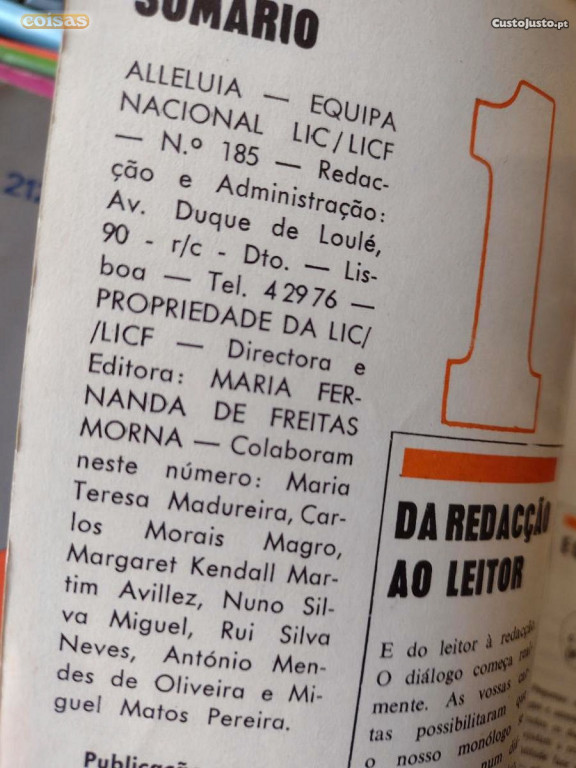 coisas
CustoJusto.pt
SUMÁRIO
ALLELUIA — EQUIPA
NACIONAL LIC/LICF
— N.º 185 — Redac-
ção e Administração:
Av. Duque de Loulé,
90 - r/c - Dto. — Lis-
boa — Tel. 42976 —
PROPRIEDADE DA LIC/
/LICF — Directora e
Editora: MARIA FER-
NANDA DE FREITAS
MORNA — Colaboram
neste número: Maria
Teresa Madureira, Car-
los Morais Magro,
Margaret Kendall Mar-
tim Avillez, Nuno Sil-
va Miguel, Rui Silva
Neves, António Men-
des de Oliveira e Mi-
guel Matos Pereira.
1
DA REDACÇÃO
AO LEITOR
E do leitor à redacção
O diálogo começa
mente. As vossas
tas possibilitaram
o nosso monólogo
num
212